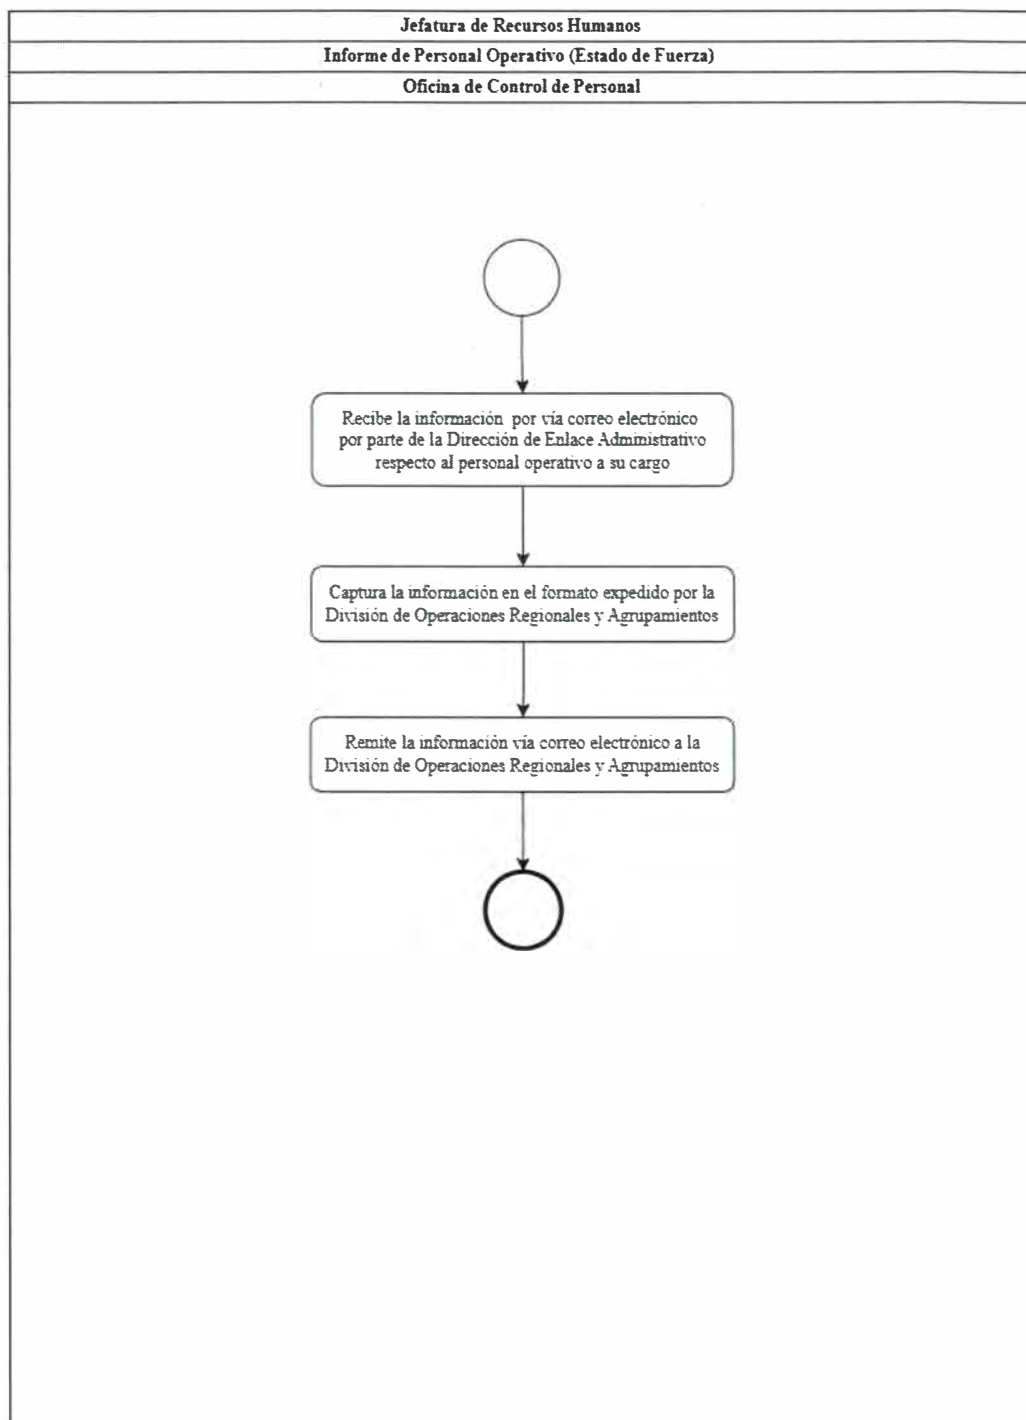 Jefatura de Recursos Humanos
Informe de Personal Operativo (Estado de Fuerza)
Oficina de Control de Personal
Recibe la información por vía correo electrónico
por parte de la Dirección de Enlace Administrativo
respecto al personal operativo a su cargo
Captura la información en el formato expedido por la
División de Operaciones Regionales y Agrupamientos
Remite la información vía correo electrónico a la
División de Operaciones Regionales y Agrupamientos